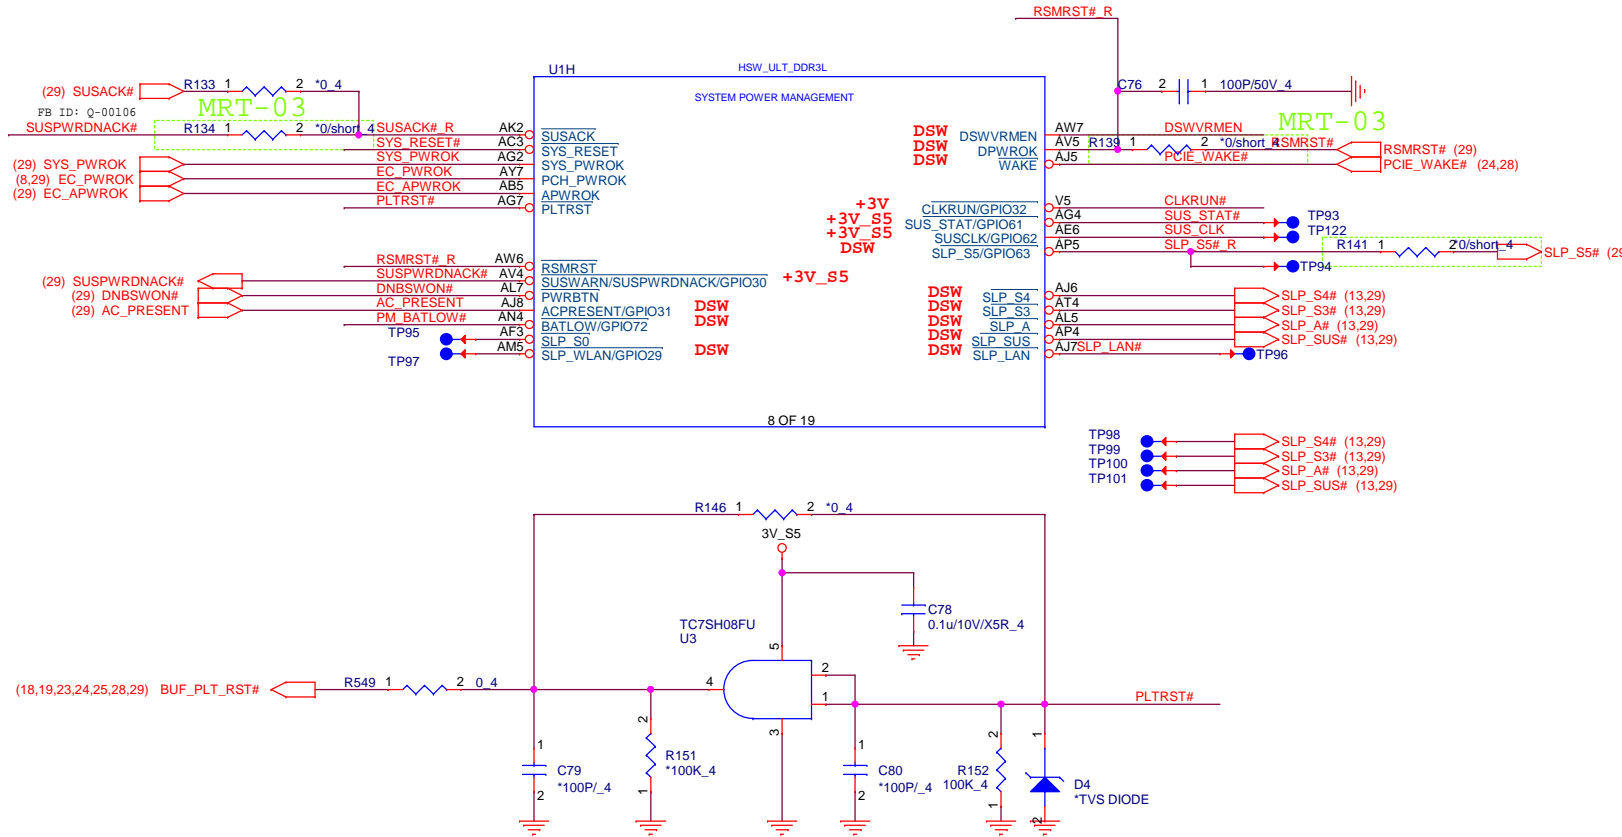 RSMRST#_R
U1H
HSW_ULT_DDR3L
SYSTEM POWER MANAGEMENT
(29) SUSACK#
R133 1 2 *0_4
FB ID: Q-00106
MRT-03
SUSPWRDNACK#
R134 1 2 *0/short_4
SUSACK#_R AK2 SUSACK
SYS_RESET# AC3 SYS_RESET
(29) SYS_PWROK SYS_PWROK AG2 SYS_PWROK
(8,29) EC_PWROK EC_PWROK AY7 PCH_PWROK
(29) EC_APWROK EC_APWROK AB5 APWROK
PLTRST# AG7 PLTRST
RSMRST#_R AW6 RSMRST
(29) SUSPWRDNACK# SUSPWRDNACK# AV4 SUSWARN/SUSPWRDNACK/GPIO30 +3V_S5
(29) DNBSWON# DNBSWON# AL7 PWRBTN
(29) AC_PRESENT AC_PRESENT AJ8 ACPRESENT/GPIO31 DSW
PM_BATLOW# AN4 BATLOW/GPIO72 DSW
TP95 AF3 SLP_S0
TP97 AM5 SLP_WLAN/GPIO29 DSW
C76 2 1 100P/50V_4
MRT-03
DSW DSWVRMEN AW7 DSWVRMEN
DSW DPWROK AV5 R139 1 2 *0/short_4 RSMRST# RSMRST# (29)
DSW WAKE AJ5 PCIE_WAKE# PCIE_WAKE# (24,28)
+3V CLKRUN/GPIO32 V5 CLKRUN#
+3V_S5 SUS_STAT/GPIO61 AG4 SUS_STAT# TP93
+3V_S5 SUSCLK/GPIO62 AE6 SUS_CLK TP122
DSW SLP_S5/GPIO63 AP5 SLP_S5#_R R141 1 2 *0/short_4 SLP_S5# (29
TP94
DSW SLP_S4 AJ6 SLP_S4# (13,29)
DSW SLP_S3 AT4 SLP_S3# (13,29)
DSW SLP_A AL5 SLP_A# (13,29)
DSW SLP_SUS AP4 SLP_SUS# (13,29)
DSW SLP_LAN AJ7 SLP_LAN# TP96
8 OF 19
TP98 SLP_S4# (13,29)
TP99 SLP_S3# (13,29)
TP100 SLP_A# (13,29)
TP101 SLP_SUS# (13,29)
R146 1 2 *0_4
3V_S5
C78
0.1u/10V/X5R_4
TC7SH08FU
U3
5
2
1
4
3
(18,19,23,24,25,28,29) BUF_PLT_RST#
R549 1 2 0_4
PLTRST#
1
C79
*100P/_4
2
2
R151
*100K_4
1
1
C80
*100P/_4
2
2
R152
100K_4
1
1
D4
*TVS DIODE
2